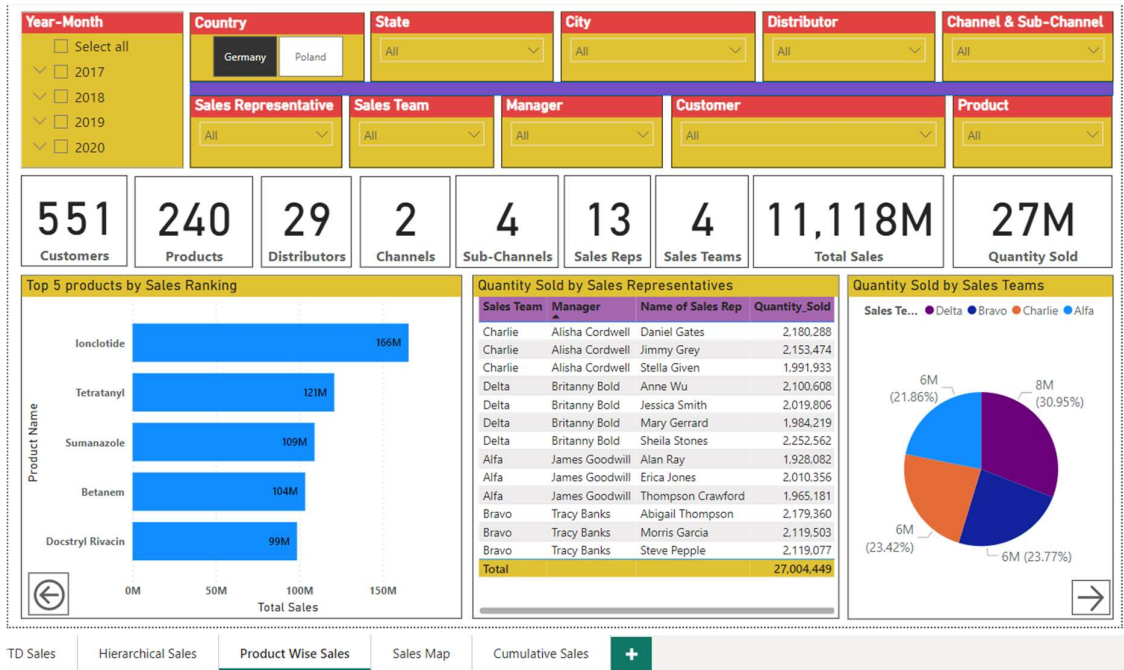 Year-Month
Select all
2017
2018
2019
2020
Country
Germany Poland
State
All
City
All
Distributor
All
Channel & Sub-Channel
All
Sales Representative
All
Sales Team
All
Manager
All
Customer
All
Product
All
551
Customers
240
Products
29
Distributors
2
Channels
4
Sub-Channels
13
Sales Reps
4
Sales Teams
11,118M
Total Sales
27M
Quantity Sold
Top 5 products by Sales Ranking
Product Name
Ionclotide 166M
Tetratanyl 121M
Sumanazole 109M
Betanem 104M
Docstryl Rivacin 99M
0M 50M 100M 150M
Total Sales
Quantity Sold by Sales Representatives
Sales Team Manager Name of Sales Rep Quantity_Sold
Charlie Alisha Cordwell Daniel Gates 2,180,288
Charlie Alisha Cordwell Jimmy Grey 2,153,474
Charlie Alisha Cordwell Stella Given 1,991,933
Delta Britanny Bold Anne Wu 2,100,608
Delta Britanny Bold Jessica Smith 2,019,806
Delta Britanny Bold Mary Gerrard 1,984,219
Delta Britanny Bold Sheila Stones 2,252,562
Alfa James Goodwill Alan Ray 1,928,082
Alfa James Goodwill Erica Jones 2,010,356
Alfa James Goodwill Thompson Crawford 1,965,181
Bravo Tracy Banks Abigail Thompson 2,179,360
Bravo Tracy Banks Morris Garcia 2,119,503
Bravo Tracy Banks Steve Pepple 2,119,077
Total 27,004,449
Quantity Sold by Sales Teams
Sales Te... Delta Bravo Charlie Alfa
6M
(21.86%)
8M
(30.95%)
6M
(23.42%)
6M (23.77%)
TD Sales Hierarchical Sales Product Wise Sales Sales Map Cumulative Sales +